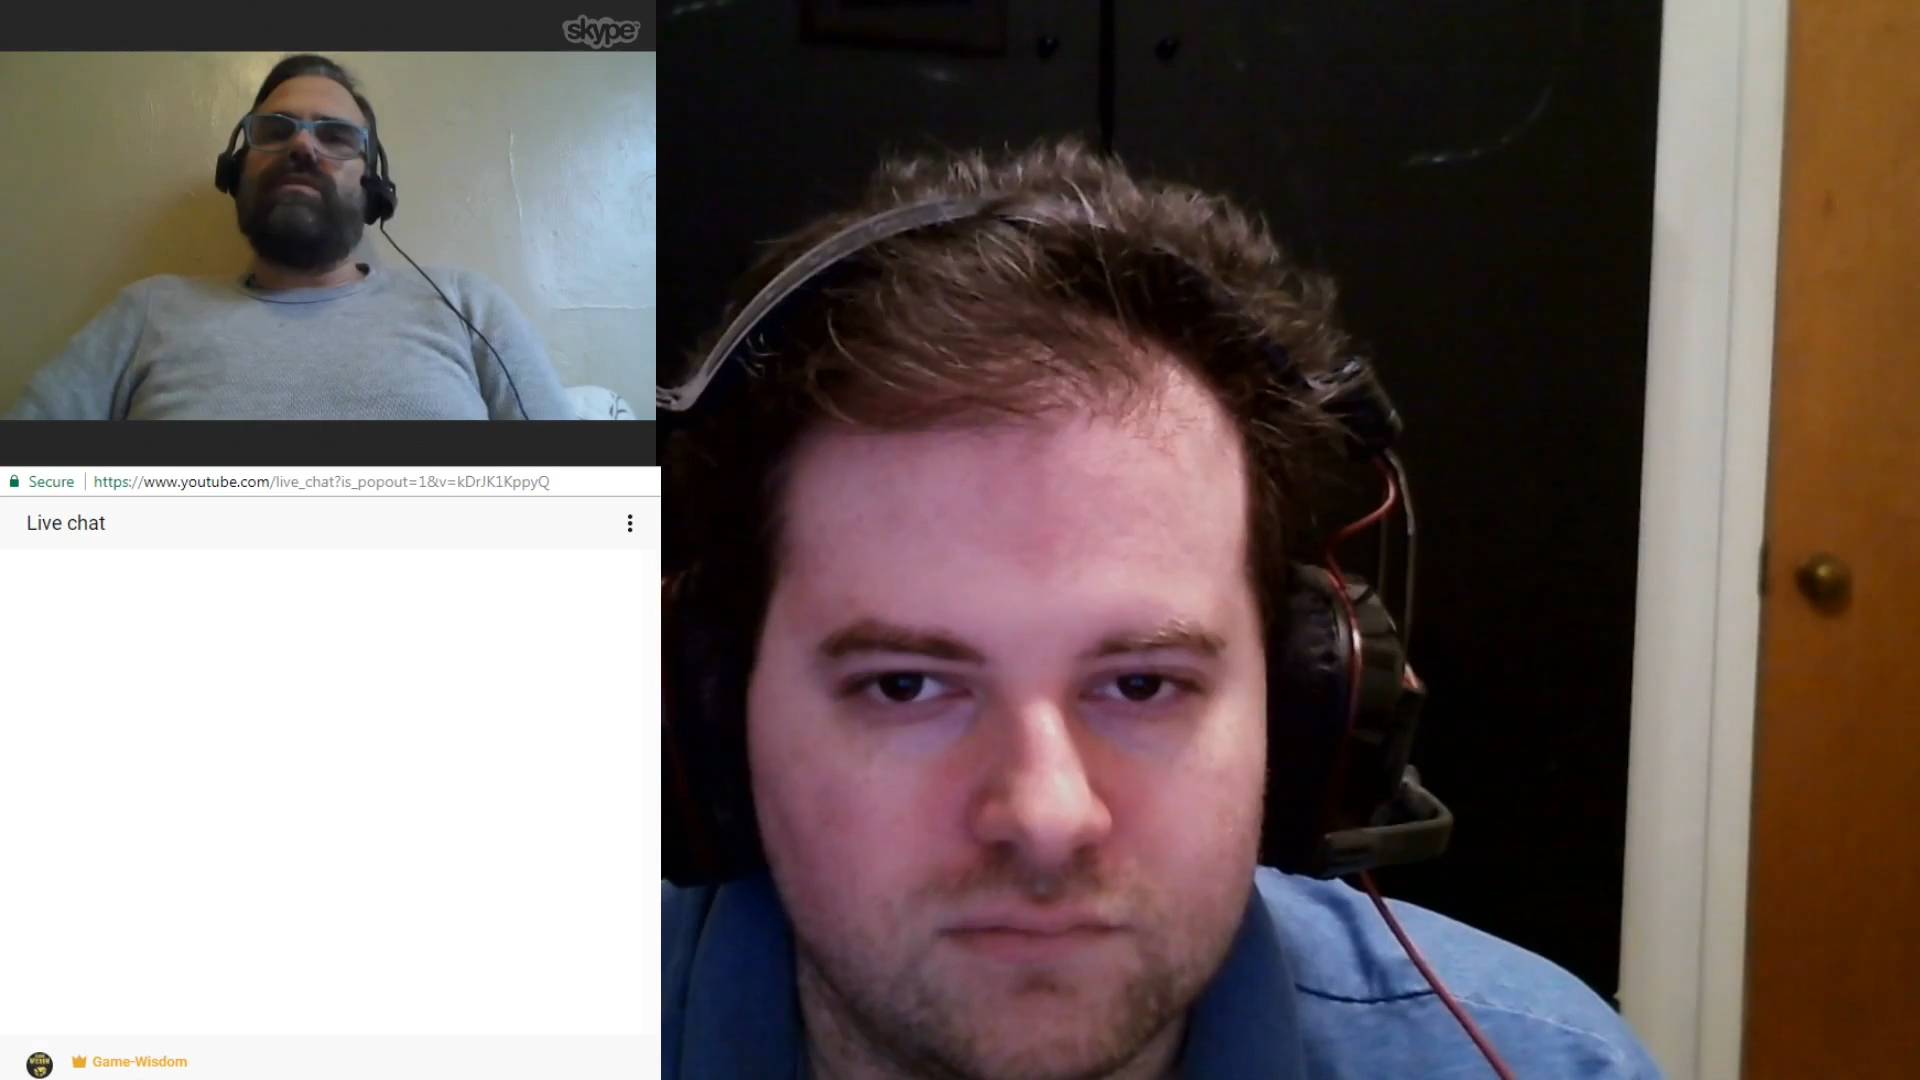 skype
Secure https://www.youtube.com/live_chat?is_popout=1&v=kDrJK1KppyQ
Live chat
Game-Wisdom